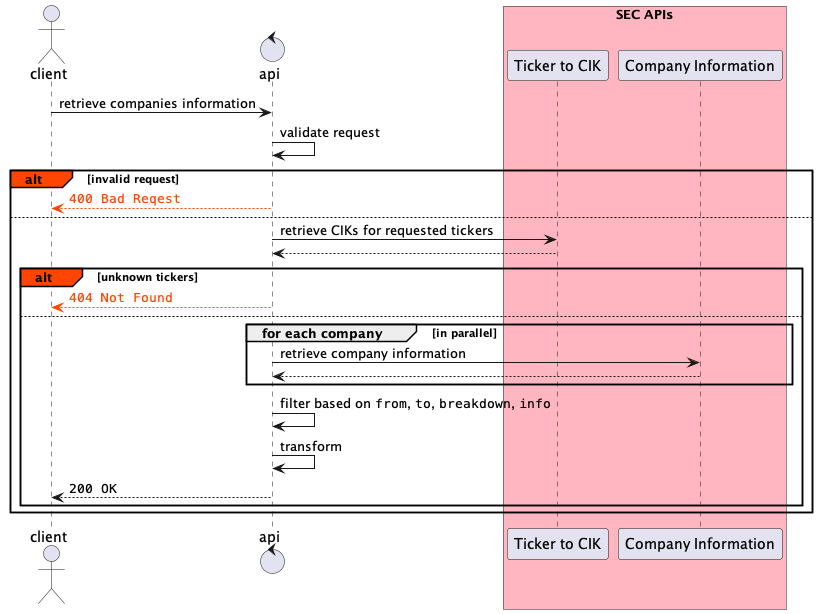 SEC APIs
client
api
Ticker to CIK
Company Information
retrieve companies information
validate request
alt [invalid request]
400 Bad Reqest
retrieve CIKs for requested tickers
alt [unknown tickers]
404 Not Found
for each company [in parallel]
retrieve company information
filter based on from, to, breakdown, info
transform
200 OK
client
api
Ticker to CIK
Company Information